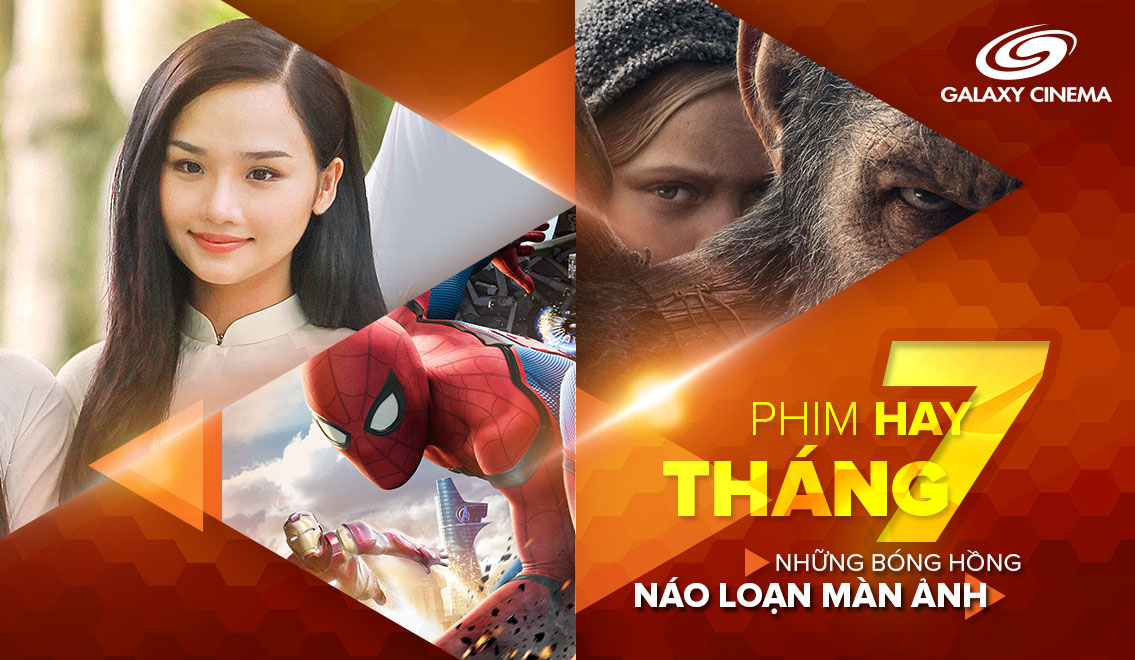 GALAXY CINEMA
PHIM HAY
THÁNG 7
NHỮNG BÓNG HỒNG
NÁO LOẠN MÀN ẢNH